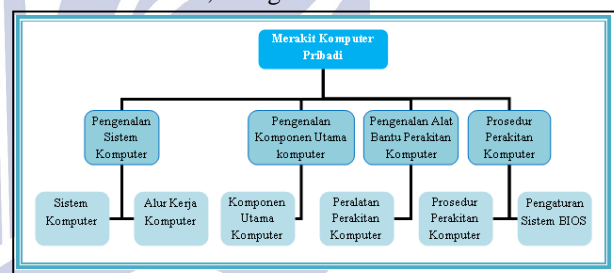 Merakit Komputer
Pribadi
Pengenalan
Sistem
Komputer
Pengenalan
Komponen Utama
komputer
Pengenalan Alat
Bantu Perakitan
Komputer
Prosedur
Perakitan
Komputer
Sistem
Komputer
Alur Kerja
Komputer
Komponen
Utama
Komputer
Peralatan
Perakitan
Komputer
Prosedur
Perakitan
Komputer
Pengaturan
Sistem BIOS